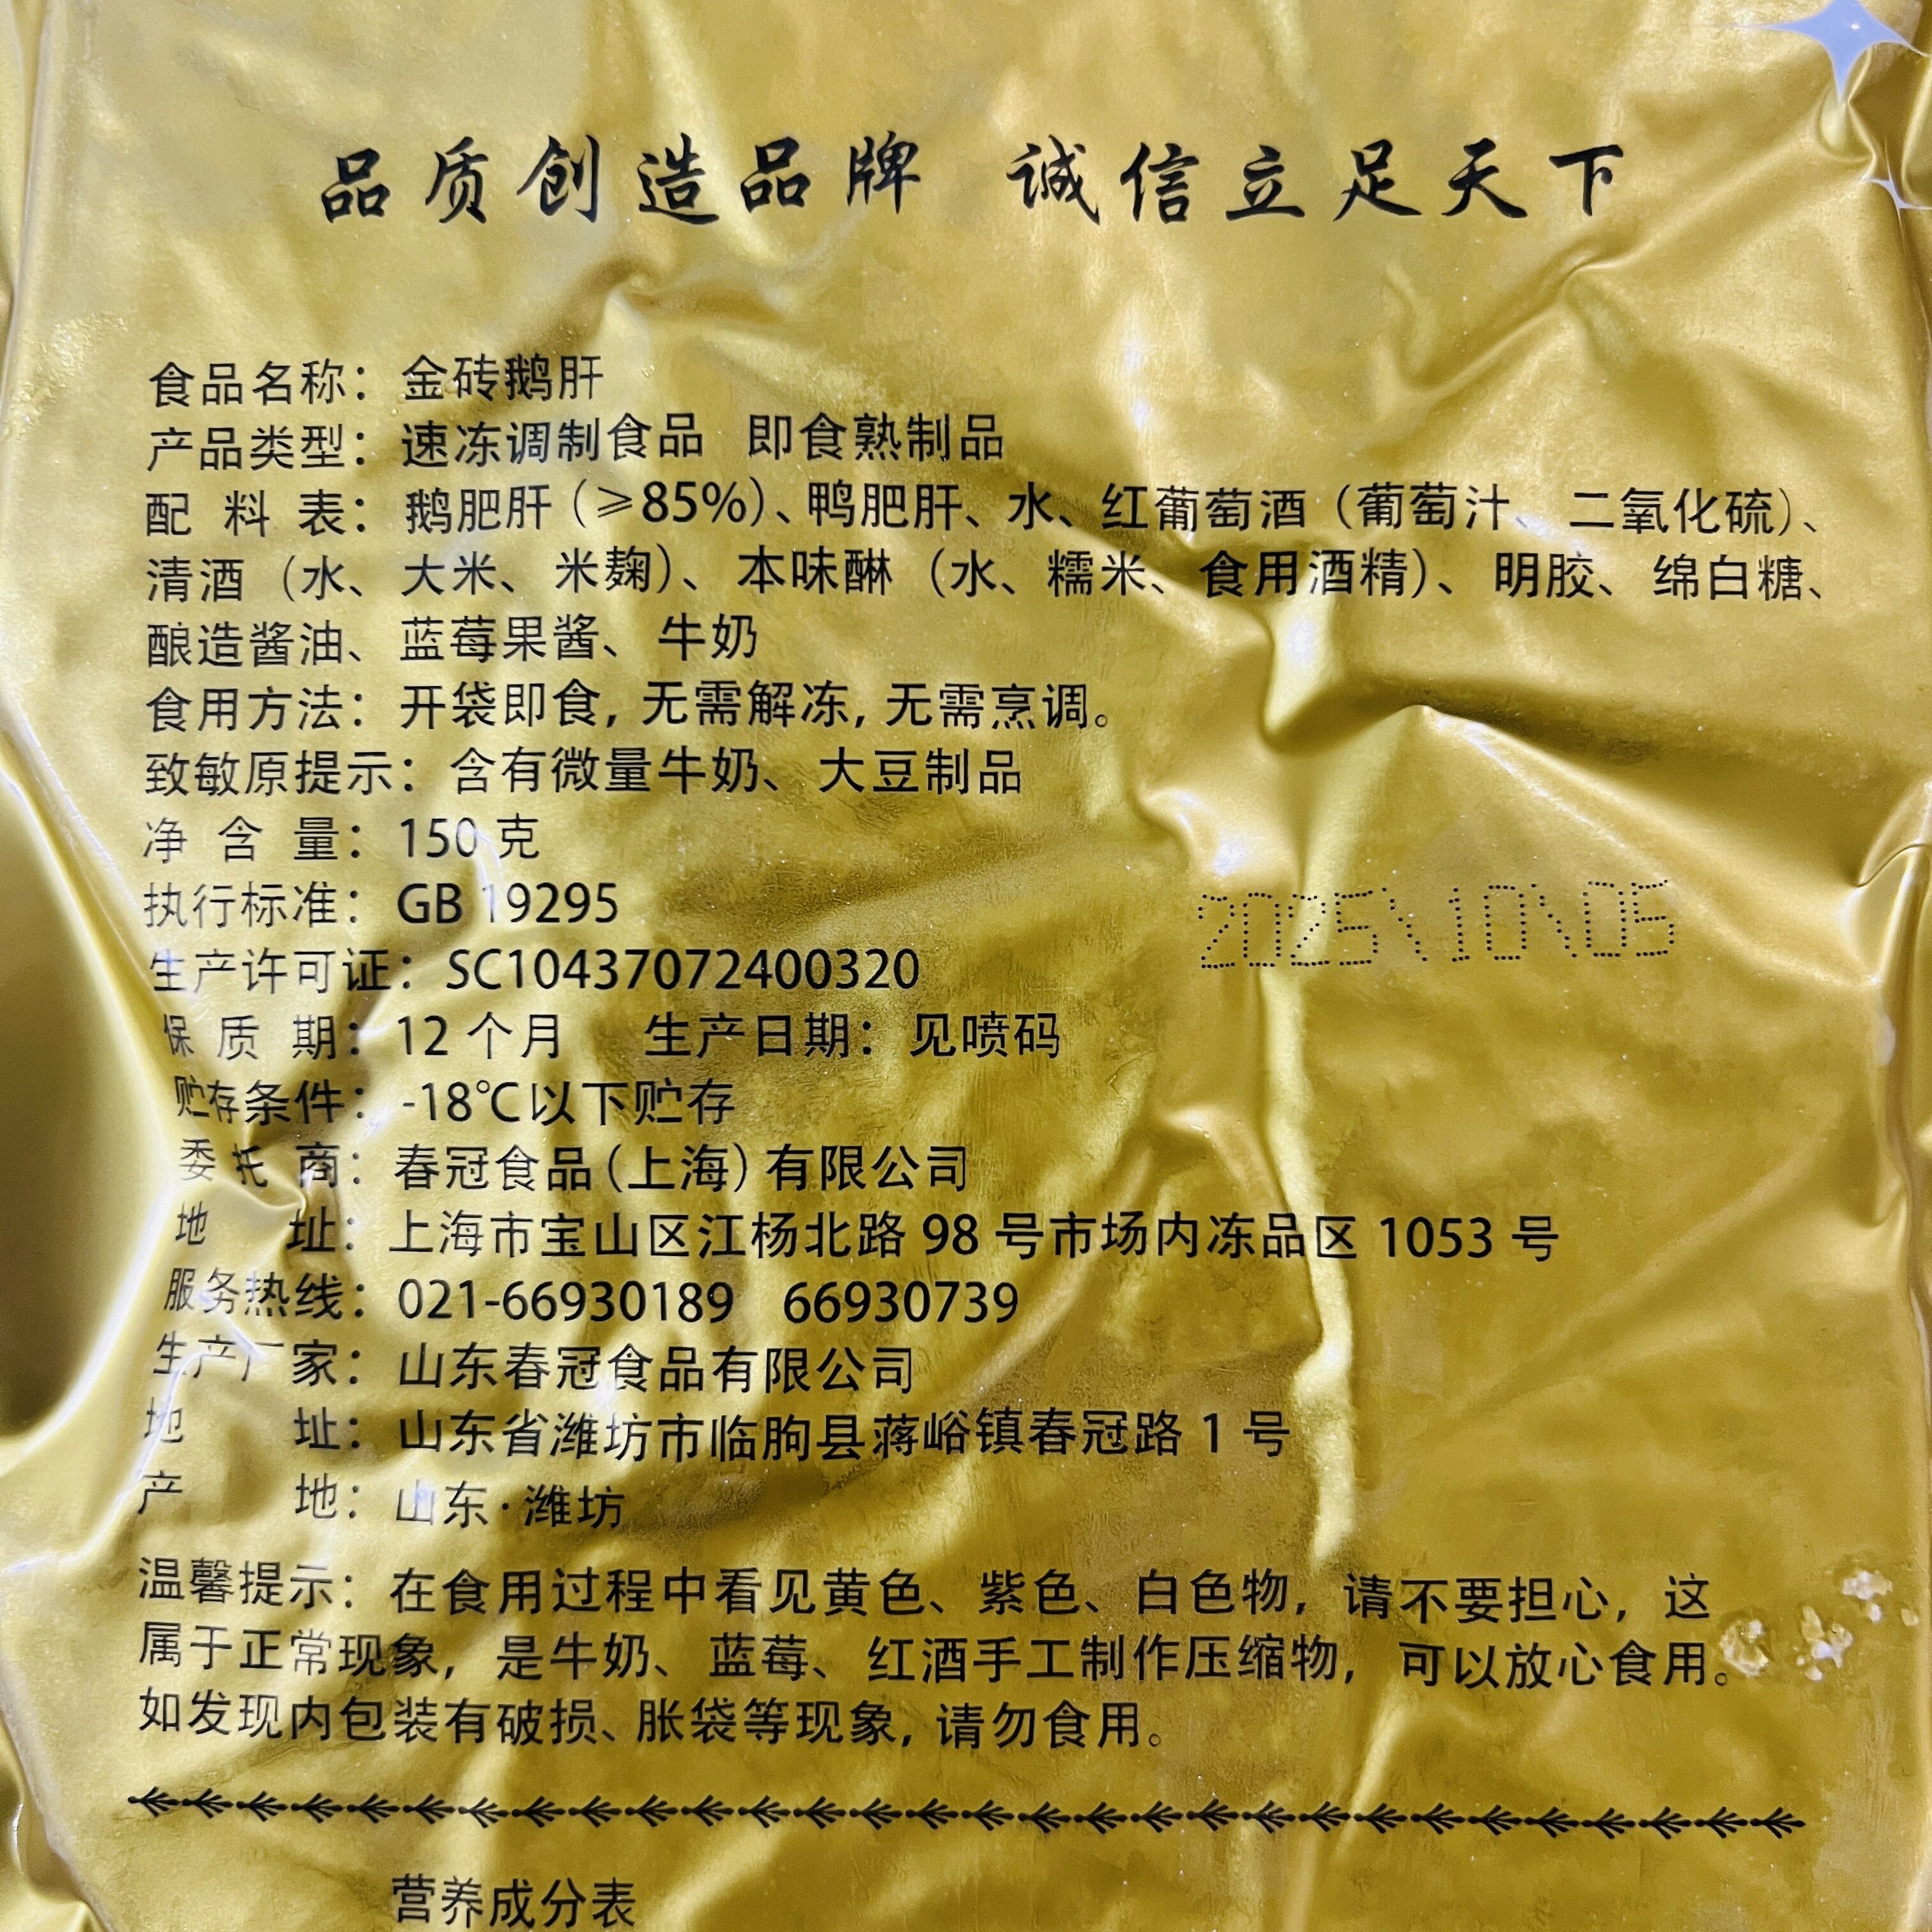 品质创造品牌 诚信立足天下
食品名称：金砖鹅肝
产品类型：速冻调制食品 即食熟制品
配料表：鹅肥肝（≥85%）、鸭肥肝、水、红葡萄酒（葡萄汁、二氧化硫）、
清酒（水、大米、米麹）、本味醂（水、糯米、食用酒精）、明胶、绵白糖、
酿造酱油、蓝莓果酱、牛奶
食用方法：开袋即食，无需解冻，无需烹调。
致敏原提示：含有微量牛奶、大豆制品
净含量：150克
执行标准：GB 19295
2025\10\05
生产许可证：SC10437072400320
保质期：12个月 生产日期：见喷码
贮存条件：-18℃以下贮存
委托商：春冠食品（上海）有限公司
地址：上海市宝山区江杨北路98号市场内冻品区1053号
服务热线：021-66930189 66930739
生产厂家：山东春冠食品有限公司
地址：山东省潍坊市临朐县蒋峪镇春冠路1号
产地：山东·潍坊
温馨提示：在食用过程中看见黄色、紫色、白色物，请不要担心，这
属于正常现象，是牛奶、蓝莓、红酒手工制作压缩物，可以放心食用。
如发现内包装有破损、胀袋等现象，请勿食用。
营养成分表